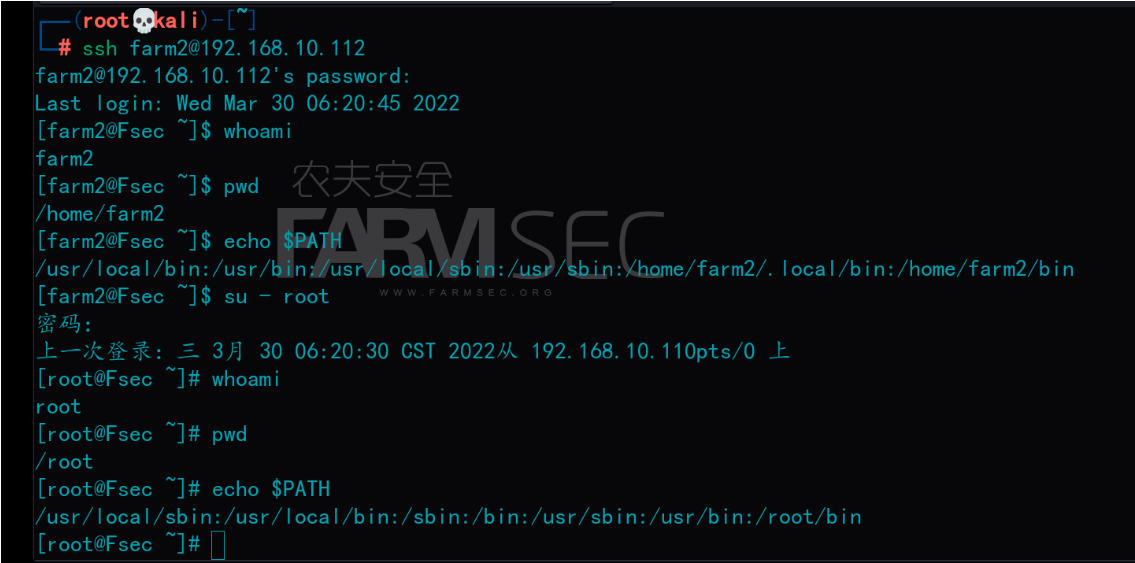 (root💀kali)-[~]
# ssh farm2@192.168.10.112
farm2@192.168.10.112's password:
Last login: Wed Mar 30 06:20:45 2022
[farm2@Fsec ~]$ whoami
farm2
[farm2@Fsec ~]$ pwd
/home/farm2
[farm2@Fsec ~]$ echo $PATH
/usr/local/bin:/usr/bin:/usr/local/sbin:/usr/sbin:/home/farm2/.local/bin:/home/farm2/bin
[farm2@Fsec ~]$ su - root
密码：
上一次登录：三 3月 30 06:20:30 CST 2022从 192.168.10.110pts/0 上
[root@Fsec ~]# whoami
root
[root@Fsec ~]# pwd
/root
[root@Fsec ~]# echo $PATH
/usr/local/sbin:/usr/local/bin:/sbin:/bin:/usr/sbin:/usr/bin:/root/bin
[root@Fsec ~]#
农夫安全
FARMSEC
WWW.FARMSEC.ORG